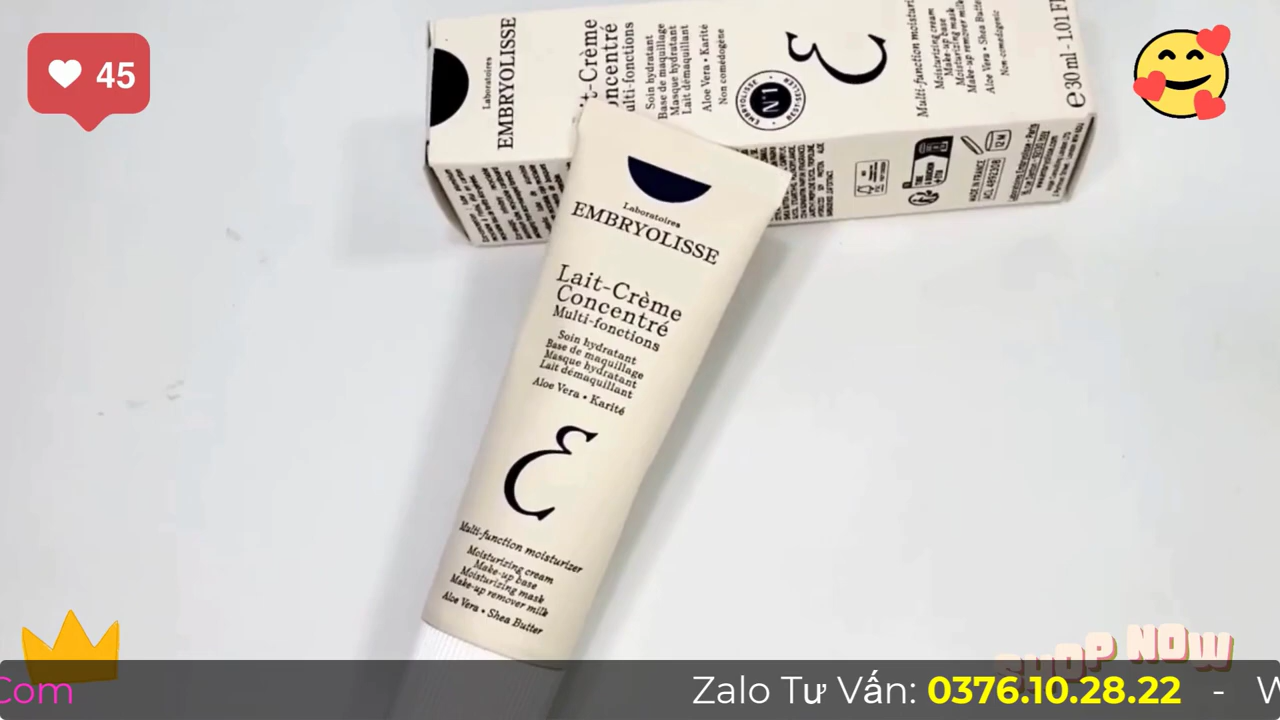 45
Laboratoires
EMBRYOLISSE
t-Crème
oncentré
ulti-fonctions
Soin hydratant
Base de maquillage
Masque hydratant
Lait démaquillant
Aloe Vera • Karité
Non comédogène
EMBRYOLISSE
N°1
BEST-SELLER
Multi-function moisturiz
Moisturizing cream
Make-up base
Moisturizing mask
Make-up remover milk
Aloe Vera • Shea Butter
Non-comedogenic
e 30 ml - 1.01 Fl
12M
MADE IN FRANCE
Laboratoires
EMBRYOLISSE
Lait-Crème
Concentré
Multi-fonctions
Soin hydratant
Base de maquillage
Masque hydratant
Lait démaquillant
Aloe Vera • Karité
Multi-function moisturizer
Moisturizing cream
Make-up base
Moisturizing mask
Make-up remover milk
Aloe Vera • Shea Butter
SHOP NOW
Com Zalo Tư Vấn: 0376.10.28.22 - W